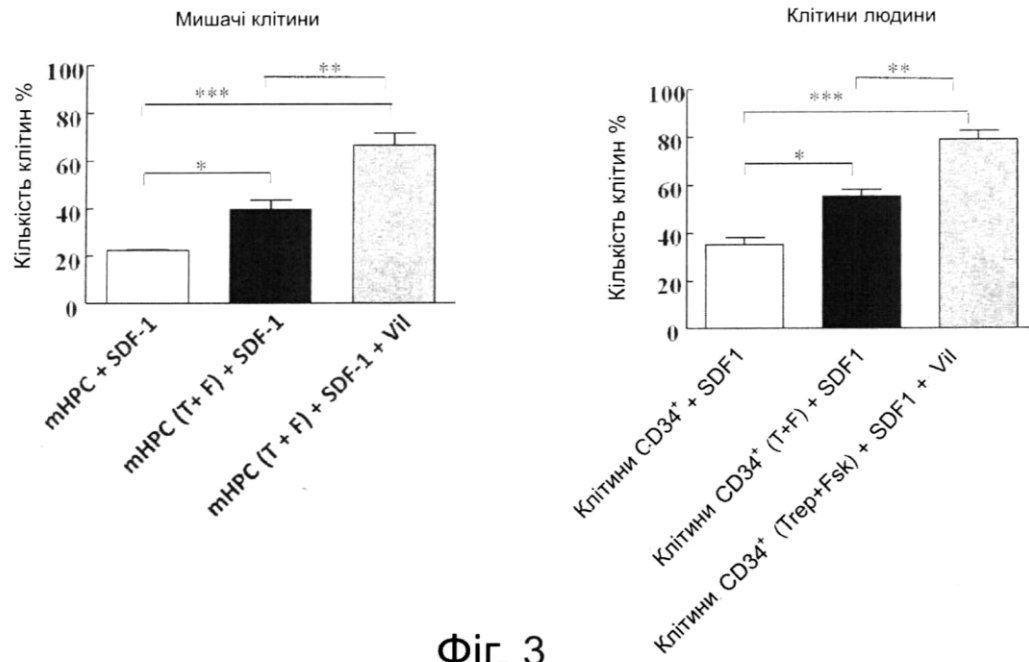 Мишачі клітини
Кількість клітин %
100
80
60
40
20
0
*
***
**
mHPC + SDF-1
mHPC (T+ F) + SDF-1
mHPC (T + F) + SDF-1 + Vil
Клітини людини
Кількість клітин %
100
80
60
40
20
0
*
***
**
Клітини CD34⁺ + SDF1
Клітини CD34⁺ (T+F) + SDF1
Клітини CD34⁺ (Trep+Fsk) + SDF1 + Vil
Фіг. 3